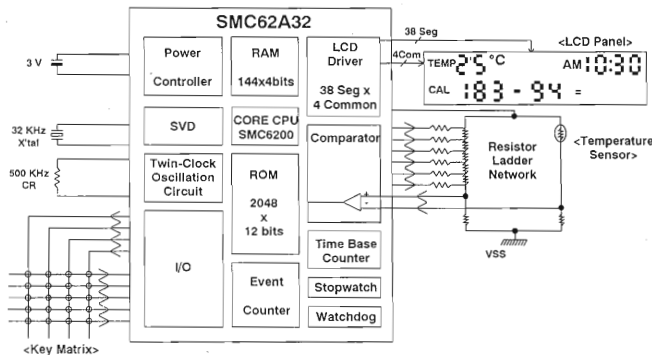 SMC62A32
3 V
Power
Controller
RAM
144x4bits
LCD
Driver
38 Seg x
4 Common
38 Seg
4Com
<LCD Panel>
TEMP 25°C AM 10:30
CAL 183 - 94 =
SVD
CORE CPU
SMC6200
Comparator
32 KHz
X'tal
500 KHz
CR
Twin-Clock
Oscillation
Circuit
ROM
2048
x
12 bits
+
-
Resistor
Ladder
Network
<Temperature
Sensor>
VSS
I/O
Event
Counter
Time Base
Counter
Stopwatch
Watchdog
<Key Matrix>